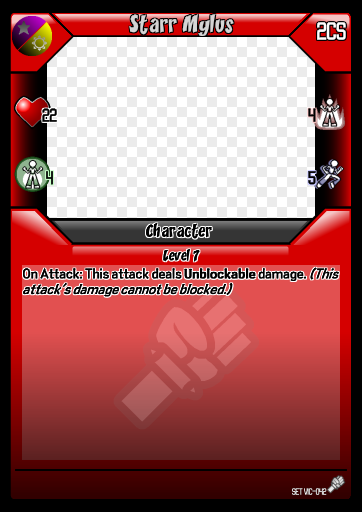 Starr Mylus
2CS
22
4
4
5
Character
Level 1
On Attack: This attack deals Unblockable damage. (This
attack's damage cannot be blocked.)
SET VIC-042